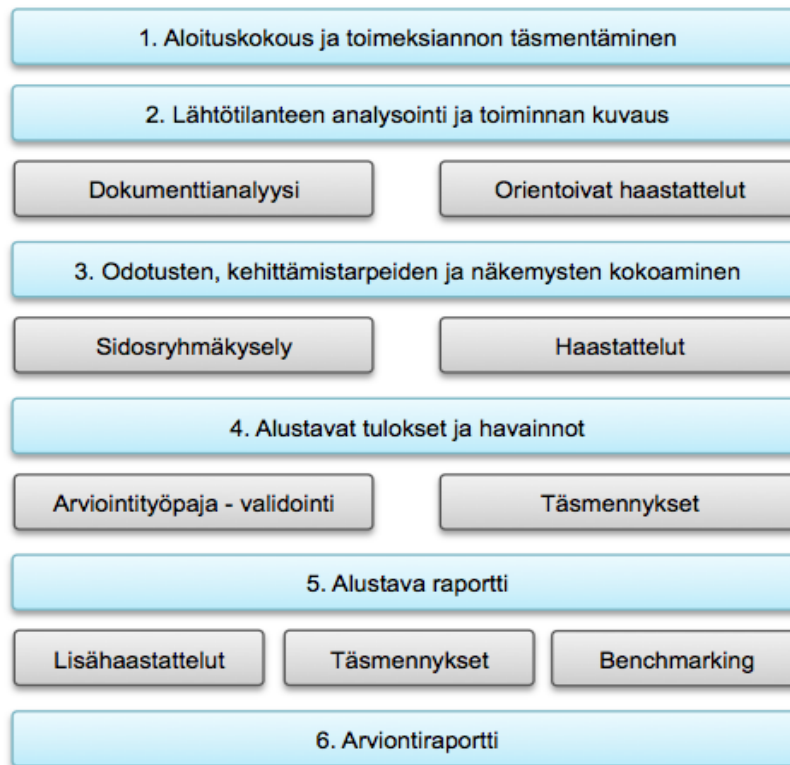 1. Aloituskokous ja toimeksiannon täsmentäminen
2. Lähtötilanteen analysointi ja toiminnan kuvaus
Dokumenttianalyysi
Orientoivat haastattelut
3. Odotusten, kehittämistarpeiden ja näkemysten kokoaminen
Sidosryhmäkysely
Haastattelut
4. Alustavat tulokset ja havainnot
Arviointityöpaja - validointi
Täsmennykset
5. Alustava raportti
Lisähaastattelut
Täsmennykset
Benchmarking
6. Arviontiraportti